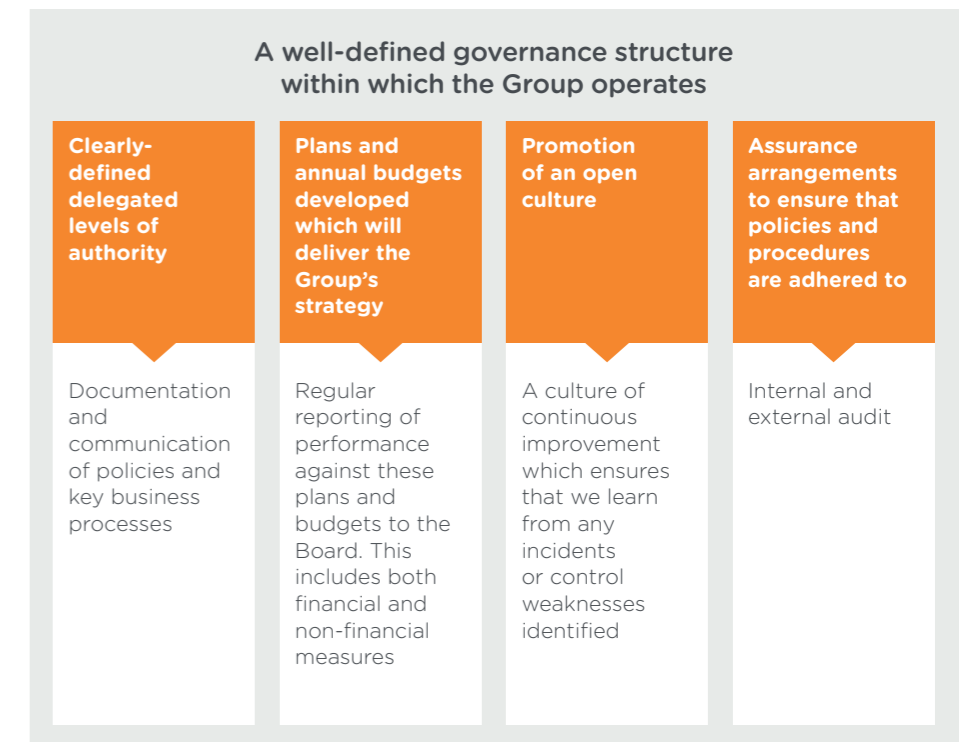 A well-defined governance structure
within which the Group operates
Clearly-
defined
delegated
levels of
authority
Documentation
and
communication
of policies and
key business
processes
Plans and
annual budgets
developed
which will
deliver the
Group’s
strategy
Regular
reporting of
performance
against these
plans and
budgets to the
Board. This
includes both
financial and
non-financial
measures
Promotion
of an open
culture
A culture of
continuous
improvement
which ensures
that we learn
from any
incidents
or control
weaknesses
identified
Assurance
arrangements
to ensure that
policies and
procedures
are adhered to
Internal and
external audit